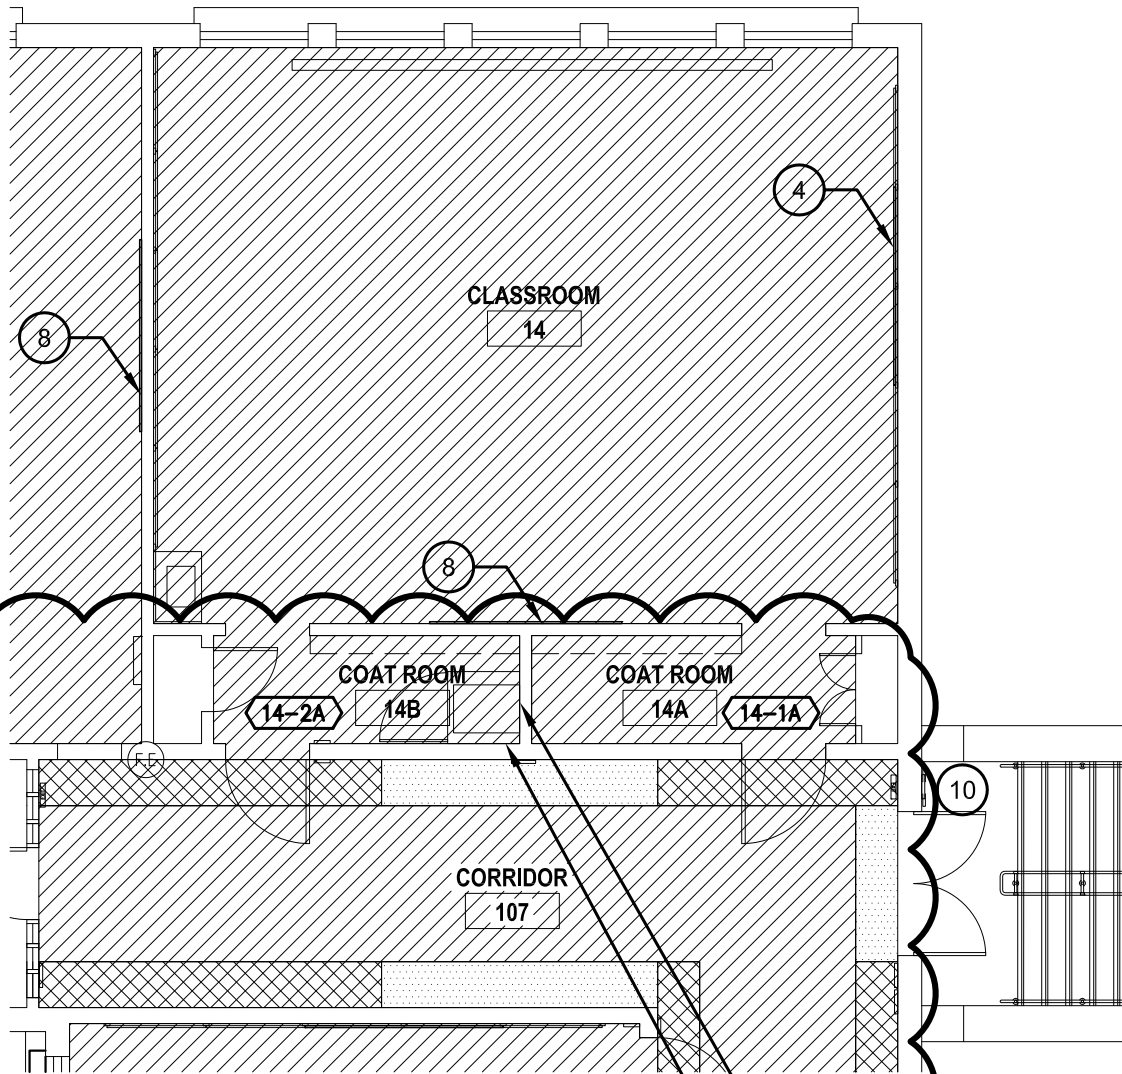 4
CLASSROOM
14
8
8
COAT ROOM
14B
COAT ROOM
14A
14-2A
14-1A
F.E.
10
CORRIDOR
107